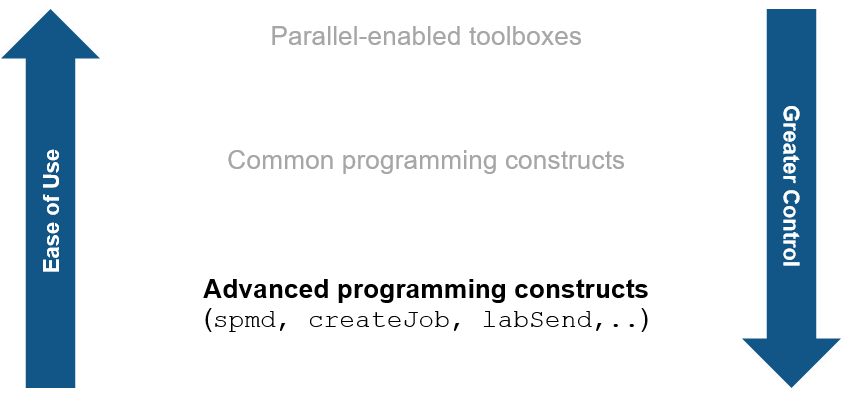 Parallel-enabled toolboxes
Ease of Use
Greater Control
Common programming constructs
Advanced programming constructs
(spmd, createJob, labSend,..)